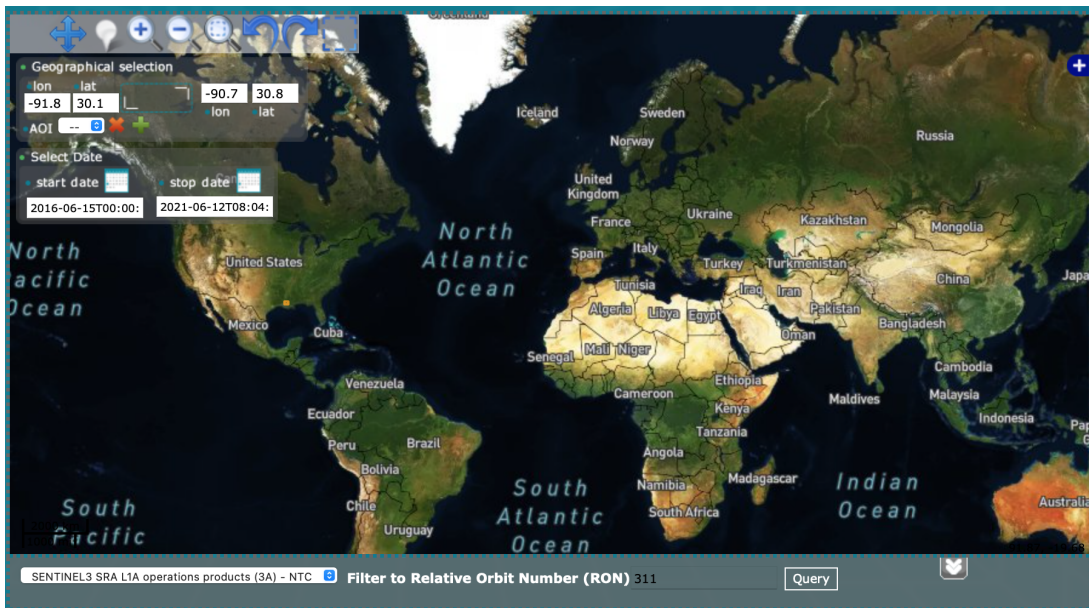 Greenland
Geographical selection
lon lat
-91.8 30.1
-90.7 30.8
lon lat
AOI --
Select Date
start date stop date
2016-06-15T00:00: 2021-06-12T08:04:
Iceland
Sweden
Norway
Russia
United
Kingdom
France
Ukraine
Kazakhstan
Mongolia
North
Atlantic
Ocean
Spain
Italy
Turkey
Turkmenistan
China
North
acific
Ocean
United States
Japa
Tunisia
Iraq
Iran
Algeria
Libya
Egypt
Pakistan
Bangladesh
Mexico
Cuba
Oman
Senegal
Mali
Niger
Cambodia
Venezuela
Cameroon
Ethiopia
Maldives
Malaysia
Ecuador
Kenya
Indonesia
Pap
Peru
Brazil
Tanzania
Angola
Bolivia
Namibia
Madagascar
Indian
Ocean
South
Atlantic
Ocean
Chile
South Africa
Australia
South
Pacific
Uruguay
SENTINEL3 SRA L1A operations products (3A) - NTC
Filter to Relative Orbit Number (RON) 311
Query